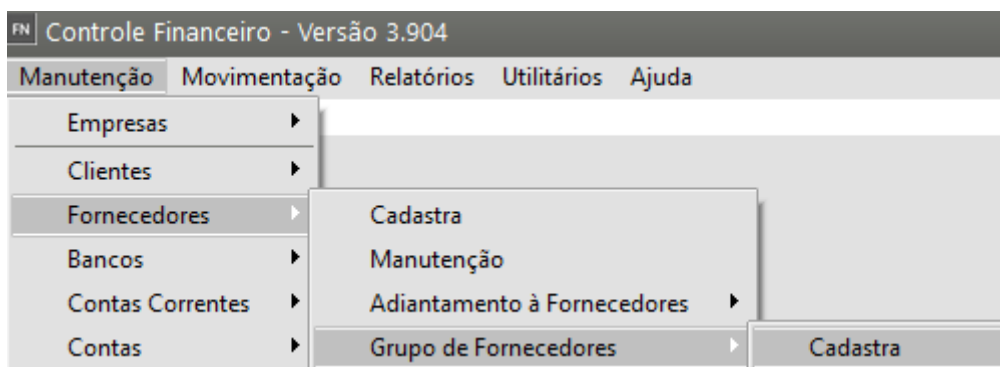 FN Controle Financeiro - Versão 3.904
Manutenção Movimentação Relatórios Utilitários Ajuda
Empresas
Clientes
Fornecedores Cadastra
Bancos Manutenção
Contas Correntes Adiantamento à Fornecedores
Contas Grupo de Fornecedores Cadastra